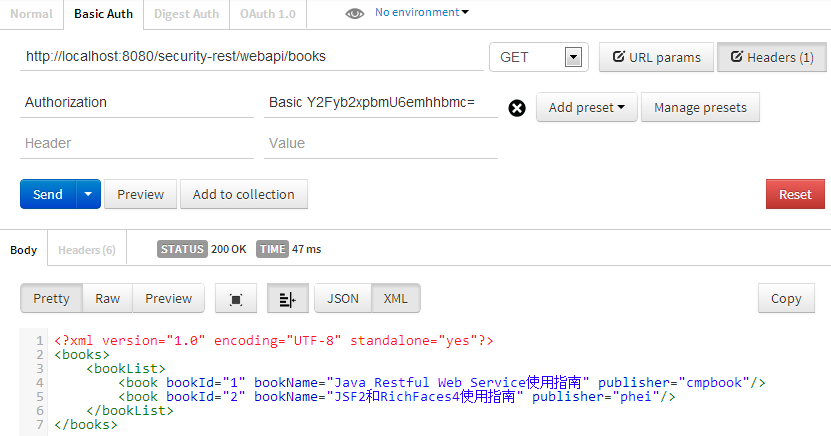 Normal Basic Auth Digest Auth OAuth 1.0 No environment
http://localhost:8080/security-rest/webapi/books GET URL params Headers (1)
Authorization Basic Y2Fyb2xpbmU6emhhbmc= Add preset Manage presets
Header Value
Send Preview Add to collection Reset
Body Headers (6) STATUS 200 OK TIME 47 ms
Pretty Raw Preview JSON XML Copy
1 <?xml version="1.0" encoding="UTF-8" standalone="yes"?>
2 <books>
3 <bookList>
4 <book bookId="1" bookName="Java Restful Web Service使用指南" publisher="cmpbook"/>
5 <book bookId="2" bookName="JSF2和RichFaces4使用指南" publisher="phei"/>
6 </bookList>
7 </books>